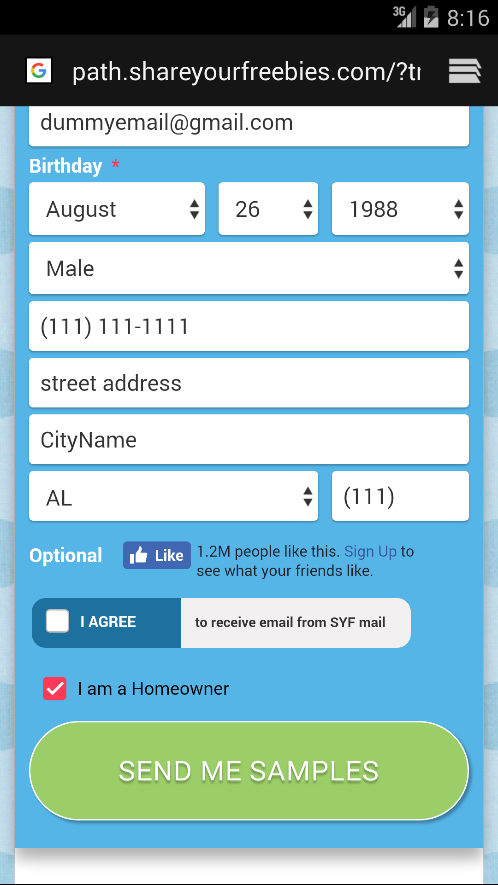 3G 8:16
G path.shareyourfreebies.com/?tr
dummyemail@gmail.com
Birthday *
August 26 1988
Male
(111) 111-1111
street address
CityName
AL (111)
Optional Like 1.2M people like this. Sign Up to
see what your friends like.
I AGREE to receive email from SYF mail
I am a Homeowner
SEND ME SAMPLES